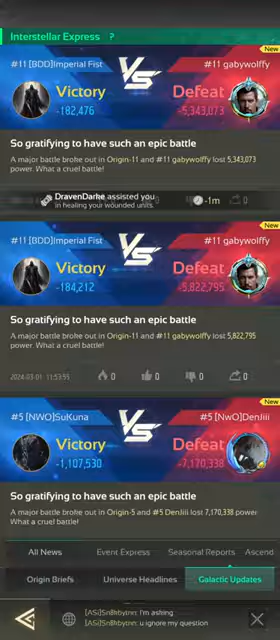 Interstellar Express ?
New
#11 [BDD]Imperial Fist
VS
#11 gabywolffy
Victory
-182,476
Defeat
-5,343,073
So gratifying to have such an epic battle
A major battle broke out in Origin-11 and #11 gabywolffy lost 5,343,073
power. What a cruel battle!
DravenDarke assisted you
in healing your wounded units.
-1m
0
New
#11 [BDD]Imperial Fist
VS
#11 gabywolffy
Victory
-184,212
Defeat
-5,822,795
So gratifying to have such an epic battle
A major battle broke out in Origin-11 and #11 gabywolffy lost 5,822,795
power. What a cruel battle!
2024-03-01 11:53:55
0
0
0
0
New
#5 [NWO]SuKuna
VS
#5 [NwO]DenJiii
Victory
-1,107,530
Defeat
-7,170,338
So gratifying to have such an epic battle
A major battle broke out in Origin-5 and #5 DenJiii lost 7,170,338 power.
What a cruel battle!
All News
Event Express
Seasonal Reports
Ascend
Origin Briefs
Universe Headlines
Galactic Updates
I'm ashing
u ignore my question